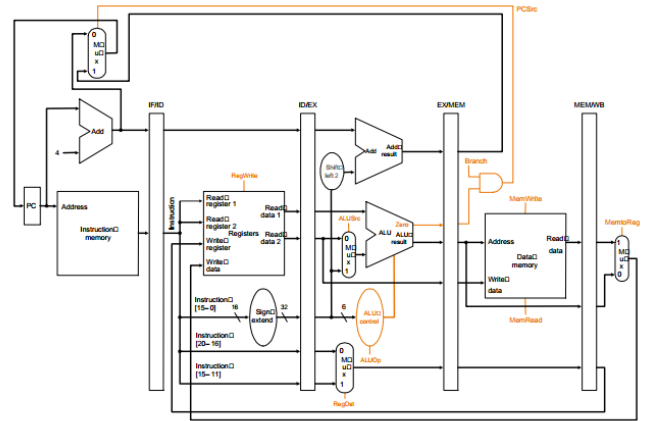 PCSrc
0
M□
u□
x
1
IF/ID
ID/EX
EX/MEM
MEM/WB
Add
4
Add
Add□
result
Shift□
left 2
Branch
RegWrite
PC
Address
Instruction□
memory
Instruction
Read□
register 1
Read□
register 2
Registers
Write□
register
Write□
data
Read□
data 1
Read□
data 2
ALUSrc
0
M□
u□
x
1
Zero
ALU
ALU□
result
MemWrite
Address
Read□
data
Data□
memory
Write□
data
MemRead
MemtoReg
1
M□
u□
x
0
Instruction□
[15–0]
16
Sign□
extend
32
6
ALU□
control
ALUOp
Instruction□
[20–16]
Instruction□
[15–11]
0
M□
u□
x
1
RegDst